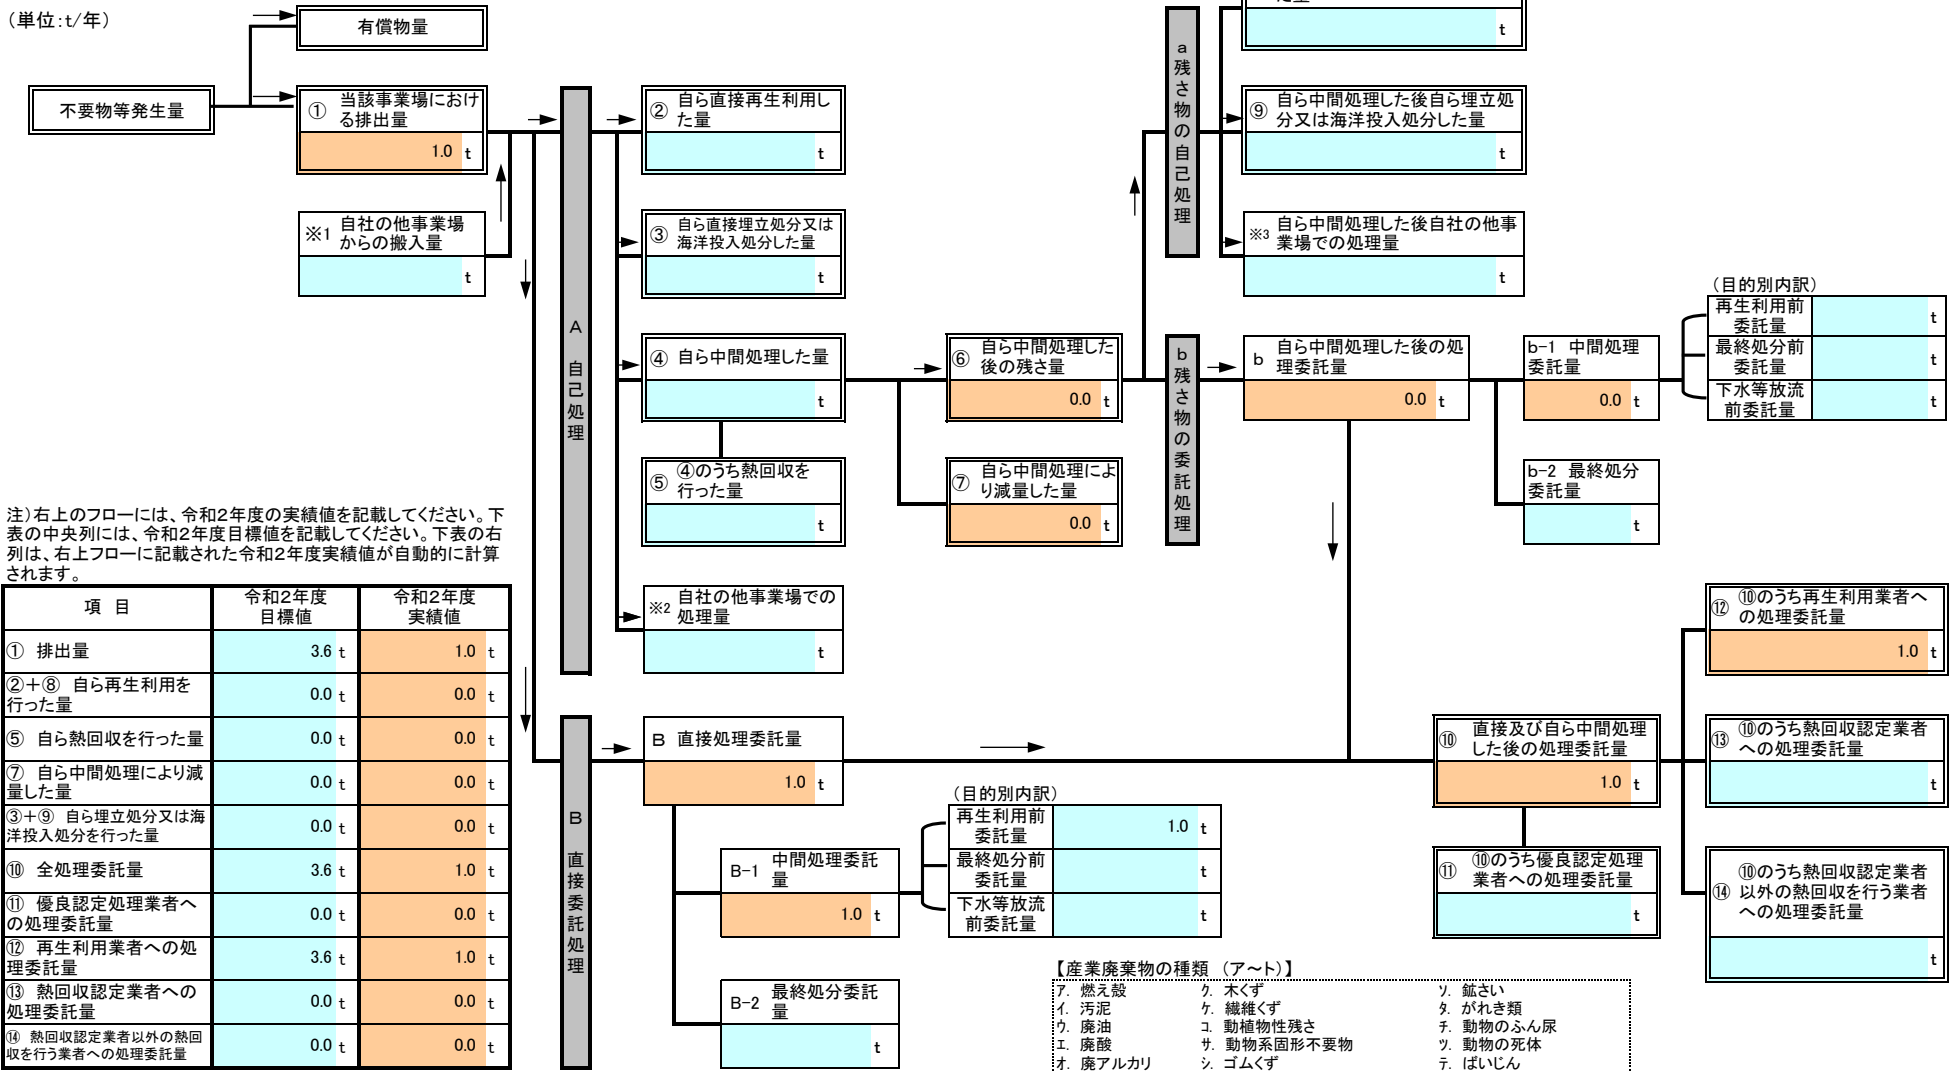 （単位:t/年）
有償物量
不要物等発生量
① 当該事業場におけ
る排出量
1.0 t
※1 自社の他事業場
からの搬入量
t
A 自己処理
② 自ら直接再生利用し
た量
t
③ 自ら直接埋立処分又は
海洋投入処分した量
t
④ 自ら中間処理した量
t
⑤ ④のうち熱回収を
行った量
t
※2 自社の他事業場での
処理量
t
⑥ 自ら中間処理した
後の残さ量
0.0 t
⑦ 自ら中間処理によ
り減量した量
0.0 t
a 残さ物の自己処理
t
⑨ 自ら中間処理した後自ら埋立処
分又は海洋投入処分した量
t
※3 自ら中間処理した後自社の他事
業場での処理量
t
b 残さ物の委託処理
b 自ら中間処理した後の処
理委託量
0.0 t
b-1 中間処理
委託量
0.0 t
b-2 最終処分
委託量
t
（目的別内訳）
再生利用前
委託量
t
最終処分前
委託量
t
下水等放流
前委託量
t
注）右上のフローには、令和2年度の実績値を記載してください。下
表の中央列には、令和2年度目標値を記載してください。下表の右
列は、右上フローに記載された令和2年度実績値が自動的に計算
されます。
項 目
令和2年度
目標値
令和2年度
実績値
① 排出量
3.6 t
1.0 t
②＋⑧ 自ら再生利用を
行った量
0.0 t
0.0 t
⑤ 自ら熱回収を行った量
0.0 t
0.0 t
⑦ 自ら中間処理により減
量した量
0.0 t
0.0 t
③＋⑨ 自ら埋立処分又は海
洋投入処分を行った量
0.0 t
0.0 t
⑩ 全処理委託量
3.6 t
1.0 t
⑪ 優良認定処理業者へ
の処理委託量
0.0 t
0.0 t
⑫ 再生利用業者への処
理委託量
3.6 t
1.0 t
⑬ 熱回収認定業者への
処理委託量
0.0 t
0.0 t
⑭ 熱回収認定業者以外の熱回
収を行う業者への処理委託量
0.0 t
0.0 t
B 直接委託処理
B 直接処理委託量
1.0 t
B-1 中間処理委託
量
1.0 t
B-2 最終処分委託
量
t
（目的別内訳）
再生利用前
委託量
1.0 t
最終処分前
委託量
t
下水等放流
前委託量
t
⑩ 直接及び自ら中間処理
した後の処理委託量
1.0 t
⑪ ⑩のうち優良認定処理
業者への処理委託量
t
⑫ ⑩のうち再生利用業者へ
の処理委託量
1.0 t
⑬ ⑩のうち熱回収認定業者
への処理委託量
t
⑭ ⑩のうち熱回収認定業者
以外の熱回収を行う業者
への処理委託量
t
【産業廃棄物の種類 （ア～ト）】
ア. 燃え殻 ク. 木くず ソ. 鉱さい
イ. 汚泥 ケ. 繊維くず タ. がれき類
ウ. 廃油 コ. 動植物性残さ チ. 動物のふん尿
エ. 廃酸 サ. 動物系固形不要物 ツ. 動物の死体
オ. 廃アルカリ シ. ゴムくず テ. ばいじん